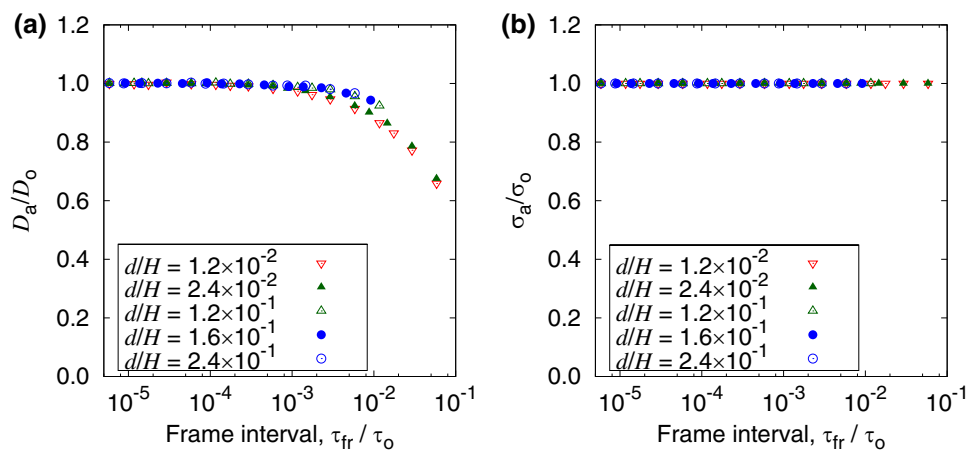 (a)
1.2
1.0
0.8
0.6
0.4
0.2
0.0
D_a/D_o
d/H = 1.2×10^-2
d/H = 2.4×10^-2
d/H = 1.2×10^-1
d/H = 1.6×10^-1
d/H = 2.4×10^-1
10^-5 10^-4 10^-3 10^-2 10^-1
Frame interval, τ_fr / τ_o
(b)
1.2
1.0
0.8
0.6
0.4
0.2
0.0
σ_a/σ_o
d/H = 1.2×10^-2
d/H = 2.4×10^-2
d/H = 1.2×10^-1
d/H = 1.6×10^-1
d/H = 2.4×10^-1
10^-5 10^-4 10^-3 10^-2 10^-1
Frame interval, τ_fr / τ_o